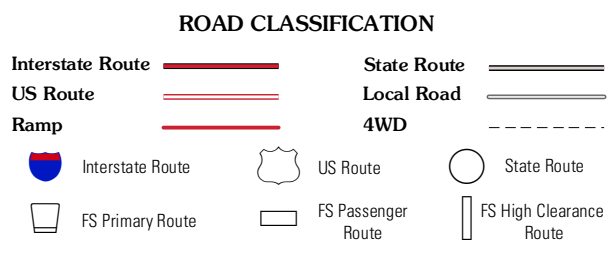 ROAD CLASSIFICATION
Interstate Route
State Route
US Route
Local Road
Ramp
4WD
Interstate Route
US Route
State Route
FS Primary Route
FS Passenger
Route
FS High Clearance
Route